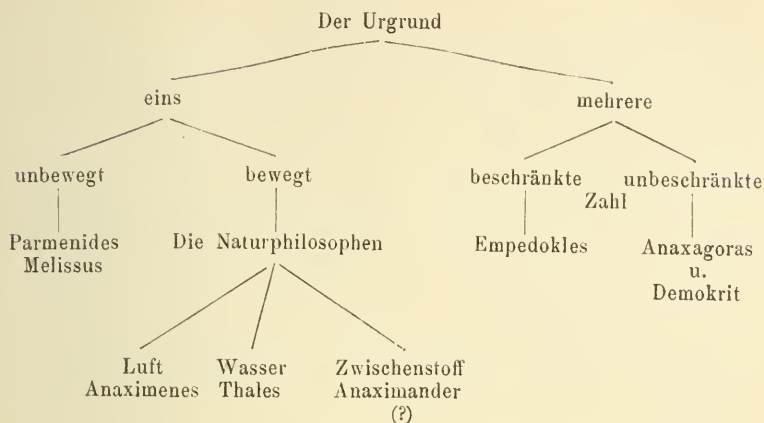 Der Urgrund
eins mehrere
unbewegt bewegt beschränkte unbeschränkte
Zahl
Parmenides Die Naturphilosophen Empedokles Anaxagoras
Melissus u.
Demokrit
Luft Wasser Zwischenstoff
Anaximenes Thales Anaximander
(?)